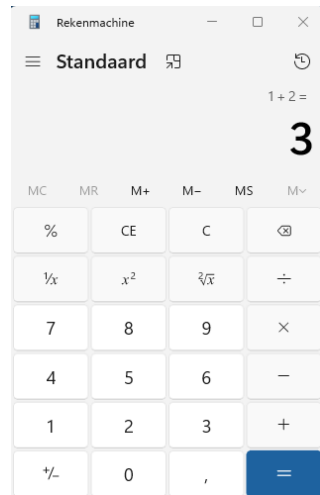 Rekenmachine
Standaard
1 + 2 =
3
MC MR M+ M− MS M
% CE C
¹/x x² ²√x ÷
7 8 9 ×
4 5 6 −
1 2 3 +
+/− 0 , =